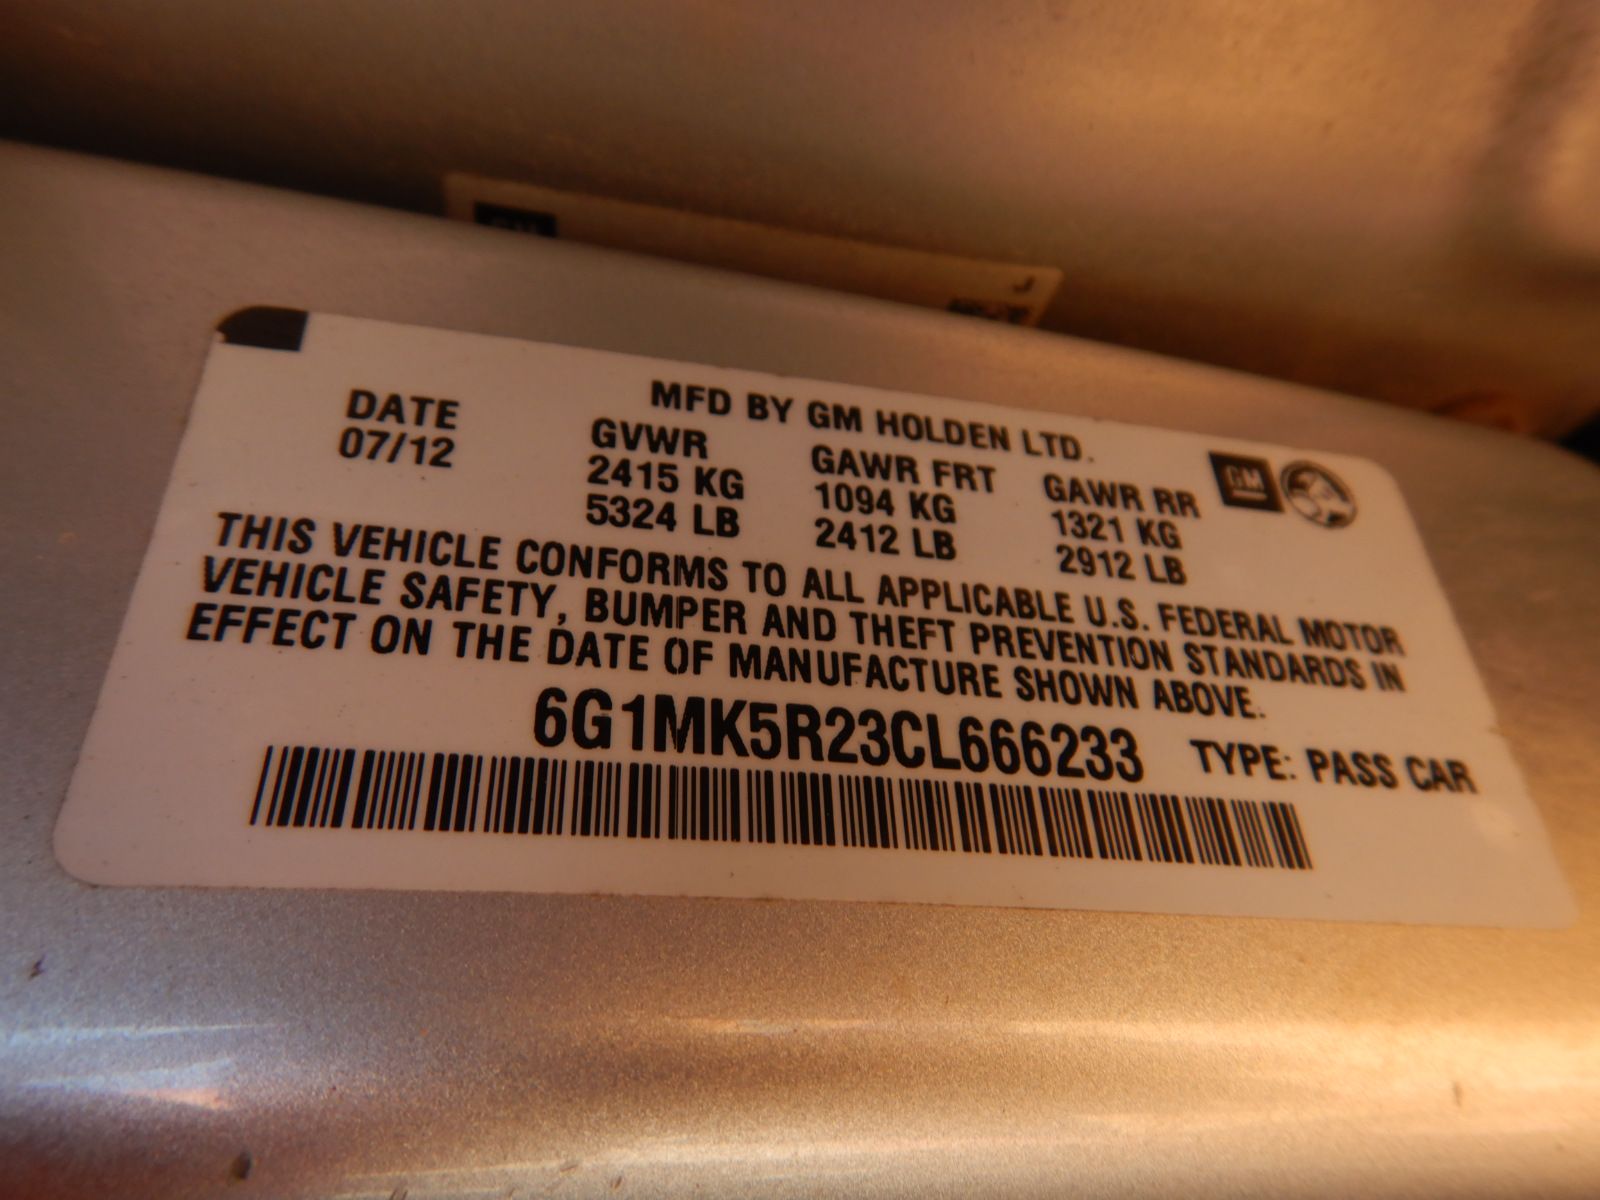 J
MFD BY GM HOLDEN LTD.
DATE GVWR GAWR FRT GAWR RR GM
07/12 2415 KG 1094 KG 1321 KG
5324 LB 2412 LB 2912 LB
THIS VEHICLE CONFORMS TO ALL APPLICABLE U.S. FEDERAL MOTOR
VEHICLE SAFETY, BUMPER AND THEFT PREVENTION STANDARDS IN
EFFECT ON THE DATE OF MANUFACTURE SHOWN ABOVE.
6G1MK5R23CL666233 TYPE: PASS CAR